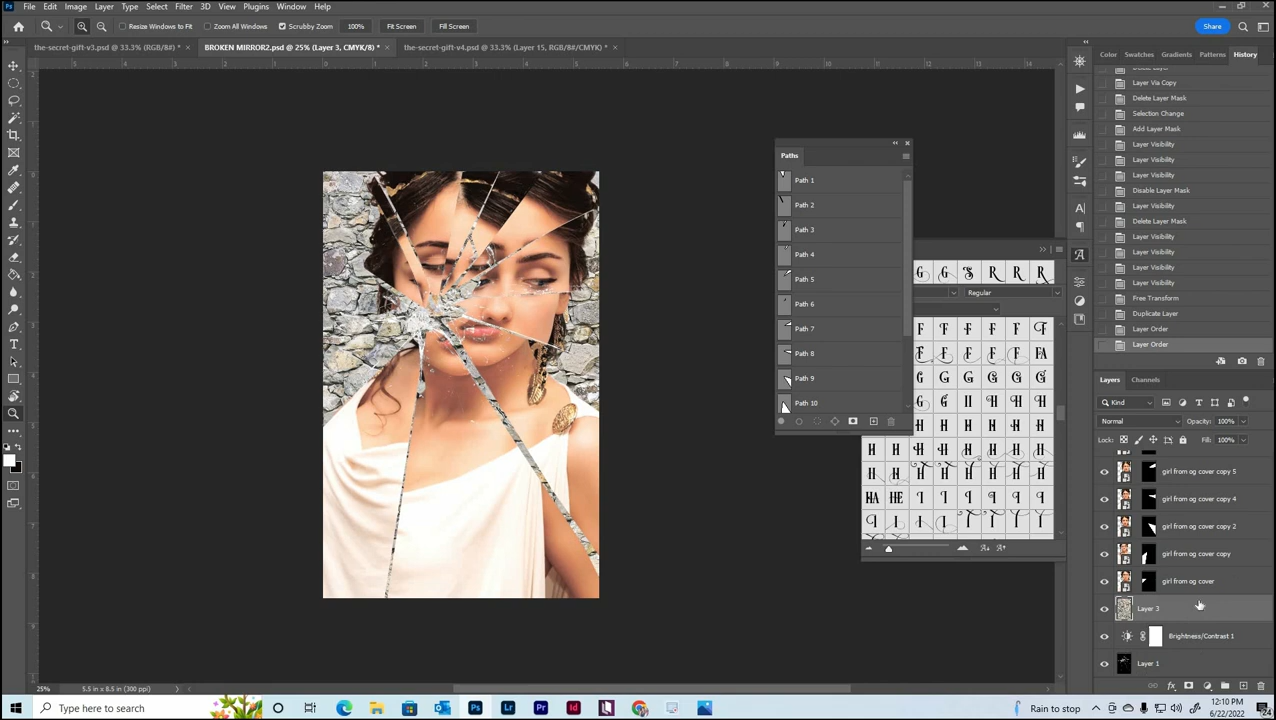 Ps File Edit Image Layer Type Select Filter 3D View Plugins Window Help
Resize Windows to Fit Zoom All Windows Scrubby Zoom 100% Fit Screen Fill Screen Share
the-secret-gift-v3.psd @ 33.3% (RGB/8#) * × BROKEN MIRROR2.psd @ 25% (Layer 3, CMYK/8) * × the-secret-gift-v4.psd @ 33.3% (Layer 15, RGB/8#/CMYK) * ×
Color Swatches Gradients Patterns History
Layer Via Copy
Delete Layer Mask
Selection Change
Add Layer Mask
Layer Visibility
Layer Visibility
Layer Visibility
Disable Layer Mask
Layer Visibility
Delete Layer Mask
Layer Visibility
Layer Visibility
Layer Visibility
Layer Visibility
Free Transform
Duplicate Layer
Layer Order
Layer Order
Paths
Path 1
Path 2
Path 3
Path 4
Path 5
Path 6
Path 7
Path 8
Path 9
Path 10
G G S R R R
Regular
F F F F F T
F F F F F FA
G G G G G G
G G H H H H
H H H H H
H H H H H H H H
HA HE I I I I I I
I I I I I I I I
Layers Channels
Kind
Normal Opacity: 100%
Lock: Fill: 100%
girl from og cover copy 5
girl from og cover copy 4
girl from og cover copy 2
girl from og cover copy
girl from og cover
Layer 3
Brightness/Contrast 1
Layer 1
25% 5.5 in x 8.5 in (300 ppi)
Type here to search
Ps Lr Pr Id
Rain to stop
12:10 PM
6/22/2022
24